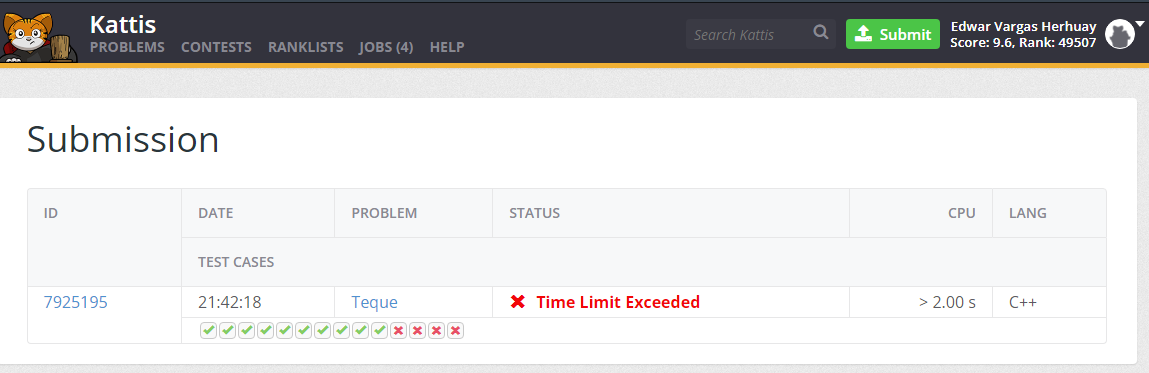 Kattis
PROBLEMS CONTESTS RANKLISTS JOBS (4) HELP
Search Kattis
Submit
Edwar Vargas Herhuay
Score: 9.6, Rank: 49507
Submission
ID DATE PROBLEM STATUS CPU LANG
TEST CASES
7925195 21:42:18 Teque Time Limit Exceeded > 2.00 s C++